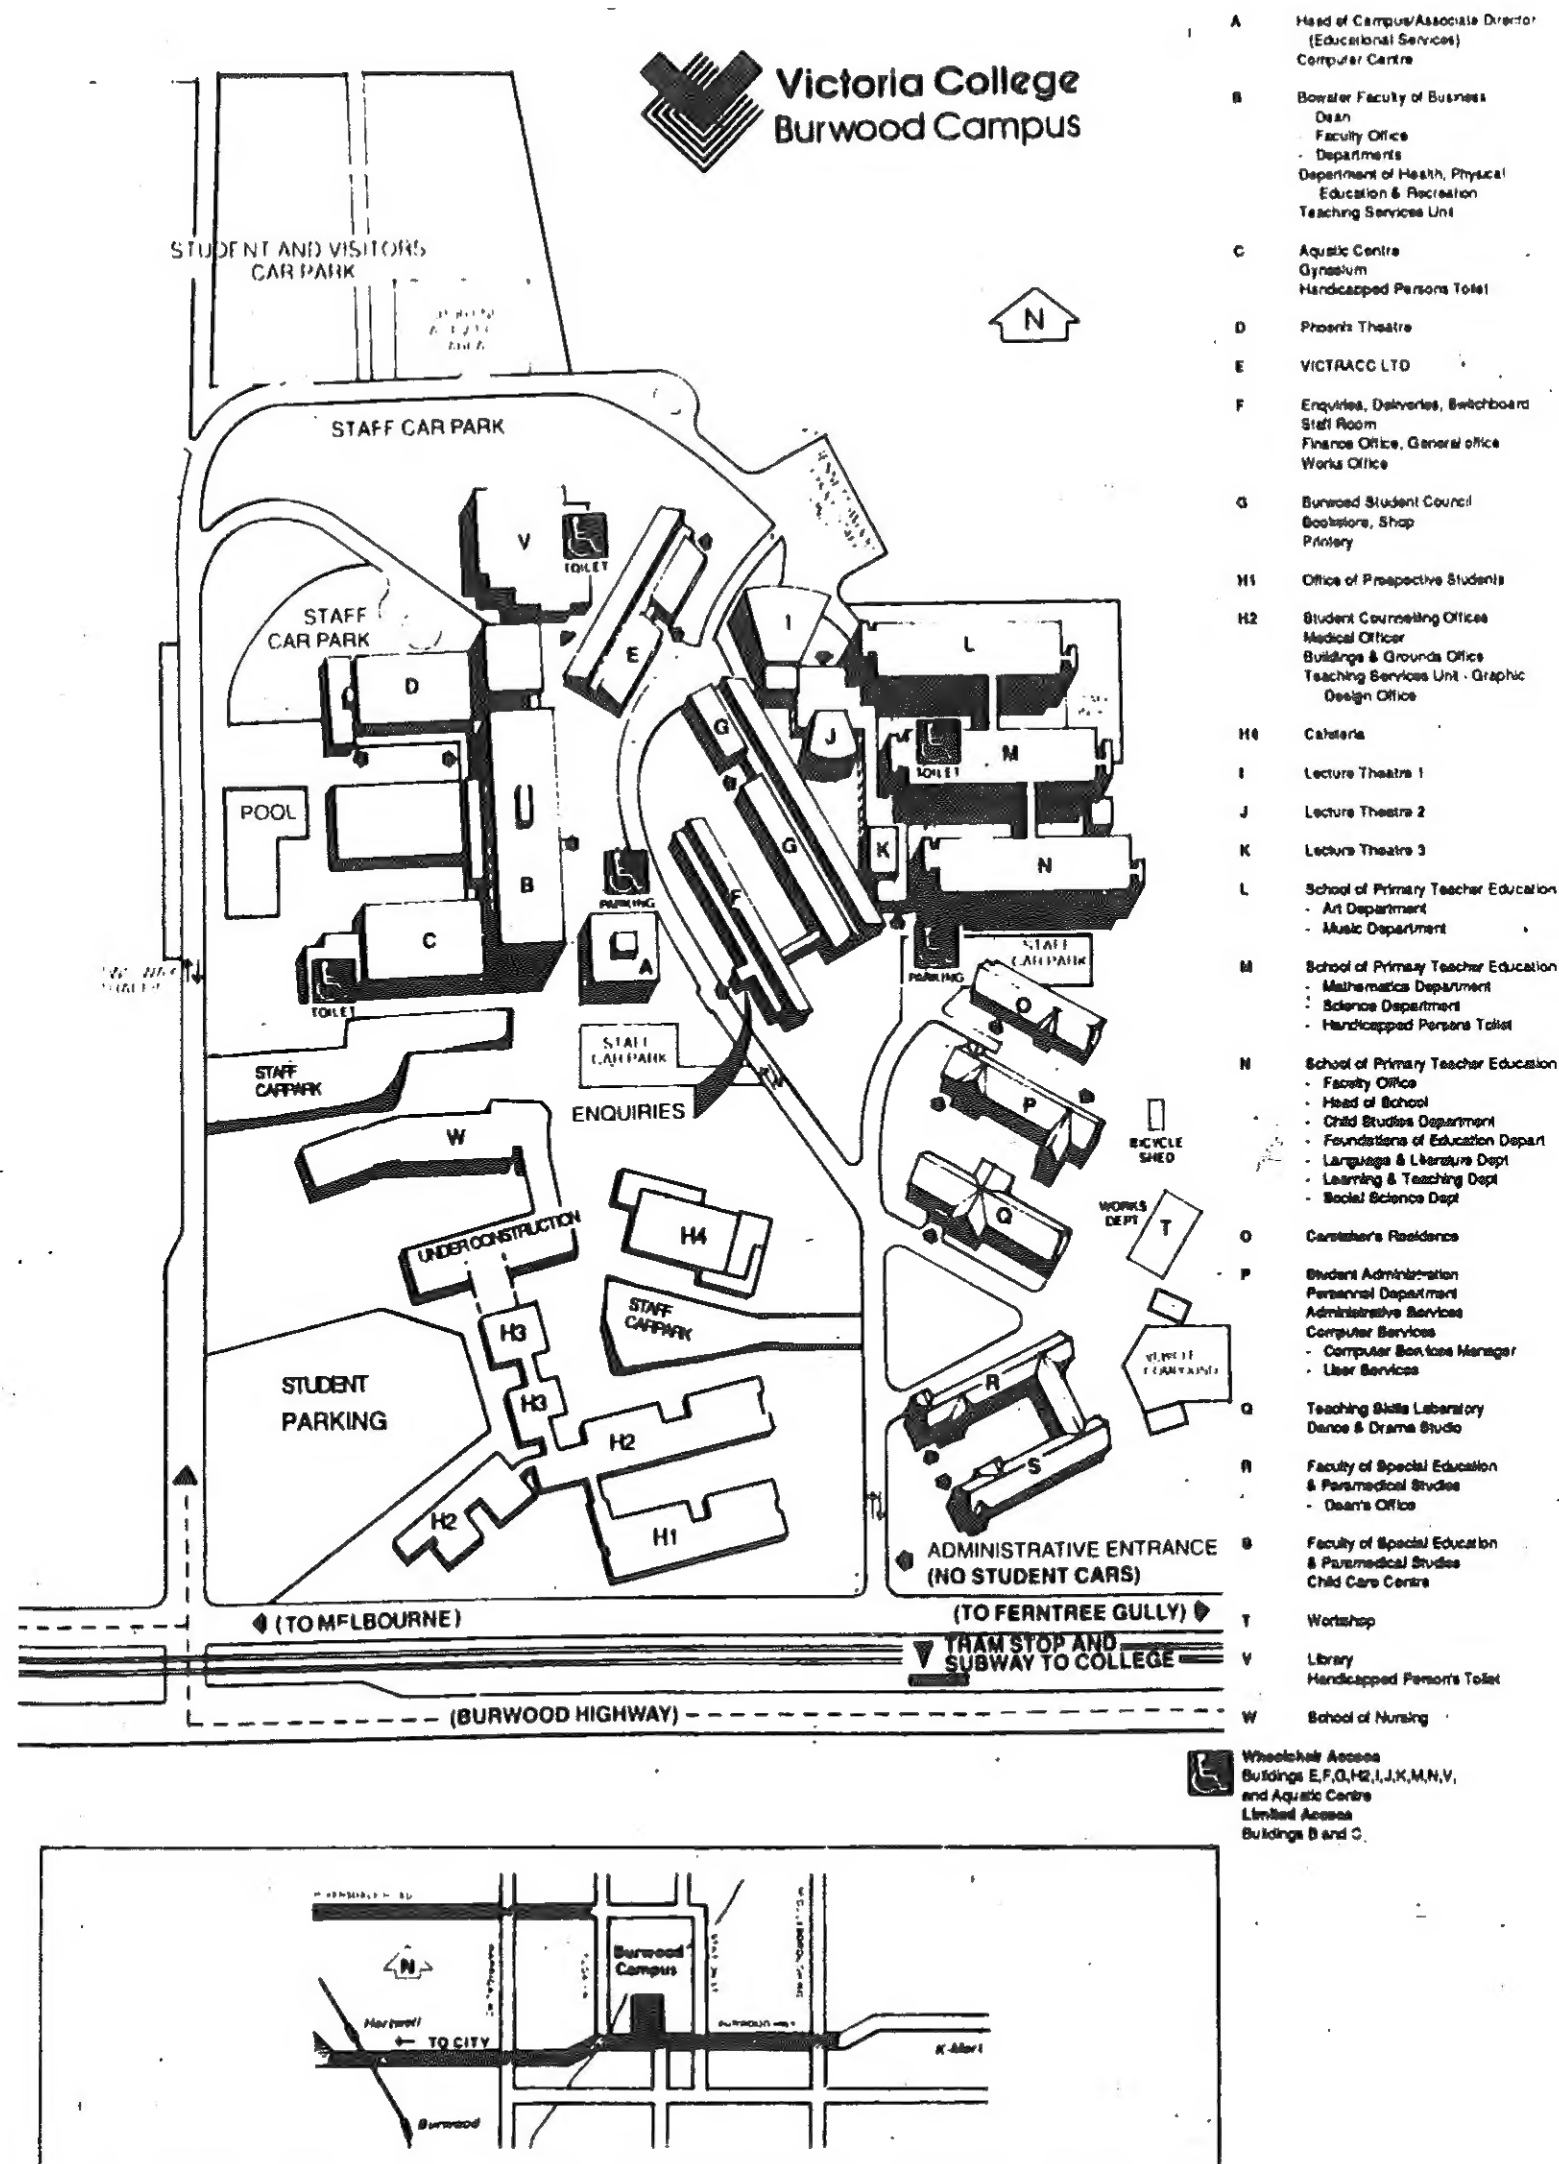 Victoria College
Burwood Campus
STUDENT AND VISITORS
CAR PARK
N
STAFF CAR PARK
V
TOILET
STAFF
CAR PARK
I
L
E
D
G
J
M
TOILET
POOL
G
K
N
B
PARKING
F
C
A
STAFF
CAR PARK
PARKING
TOILET
O
STAFF
CAR PARK
STAFF
CARPARK
ENQUIRIES
P
BICYCLE
SHED
W
WORKS
DEPT
T
Q
UNDER CONSTRUCTION
H4
STAFF
CARPARK
H3
H3
STUDENT
PARKING
R
H2
S
H2
H1
ADMINISTRATIVE ENTRANCE
(NO STUDENT CARS)
(TO MELBOURNE)
(TO FERNTREE GULLY)
TRAM STOP AND
SUBWAY TO COLLEGE
(BURWOOD HIGHWAY)
A Head of Campus/Associate Director
(Educational Services)
Computer Centre
B Bowater Faculty of Business
Dean
- Faculty Office
- Departments
Department of Health, Physical
Education & Recreation
Teaching Services Unit
C Aquatic Centre
Handicapped Persons Toilet
D Phoenix Theatre
E VICTRACC LTD
F Enquiries, Deliveries, Switchboard
Staff Room
Finance Office, General office
Works Office
G Burwood Student Council
Bookstore, Shop
Printery
H1 Office of Prospective Students
H2 Student Counselling Offices
Medical Officer
Buildings & Grounds Office
Teaching Services Unit - Graphic
Design Office
Cafeteria
I Lecture Theatre 1
J Lecture Theatre 2
K Lecture Theatre 3
L School of Primary Teacher Education
- Art Department
- Music Department
M School of Primary Teacher Education
- Mathematics Department
- Science Department
- Handicapped Persons Toilet
N School of Primary Teacher Education
- Faculty Office
- Head of School
- Child Studies Department
- Foundations of Education Depart
- Language & Literature Dept
- Learning & Teaching Dept
- Social Science Dept
O Caretaker's Residence
P Student Administration
Personnel Department
Administrative Services
Computer Services
- Computer Services Manager
- User Services
Q Teaching Skills Laboratory
Dance & Drama Studio
R Faculty of Special Education
& Paramedical Studies
- Dean's Office
S Faculty of Special Education
& Paramedical Studies
Child Care Centre
T Workshop
V Library
Handicapped Person's Toilet
W School of Nursing
Wheelchair Access
Buildings E,F,G,H2,I,J,K,M,N,V,
and Aquatic Centre
Limited Access
Burwood
Campus
N
Hartwell
TO CITY
BURWOOD HWY
K-Mart
Burwood